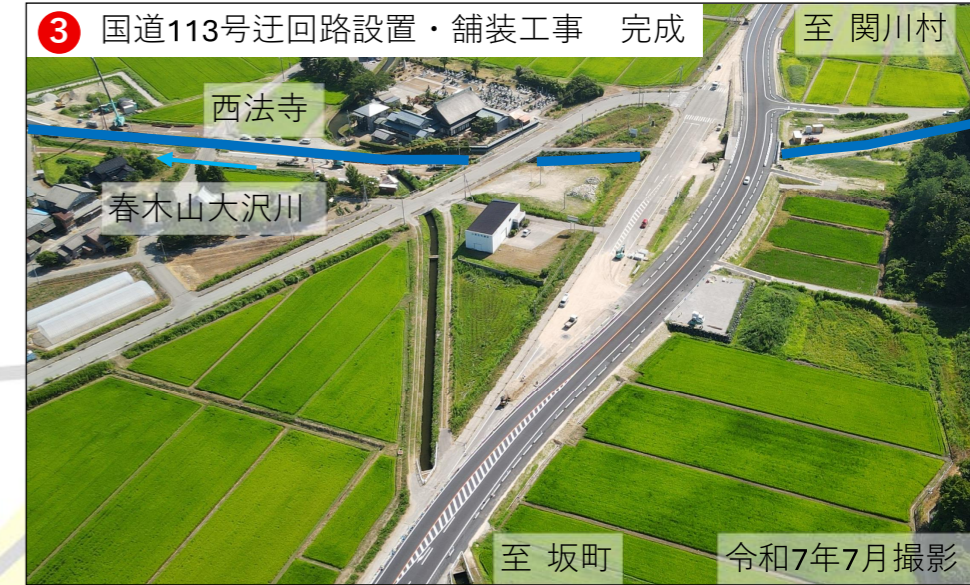 3 国道113号迂回路設置・舗装工事　完成
至 関川村
西法寺
春木山大沢川
至 坂町
令和7年7月撮影